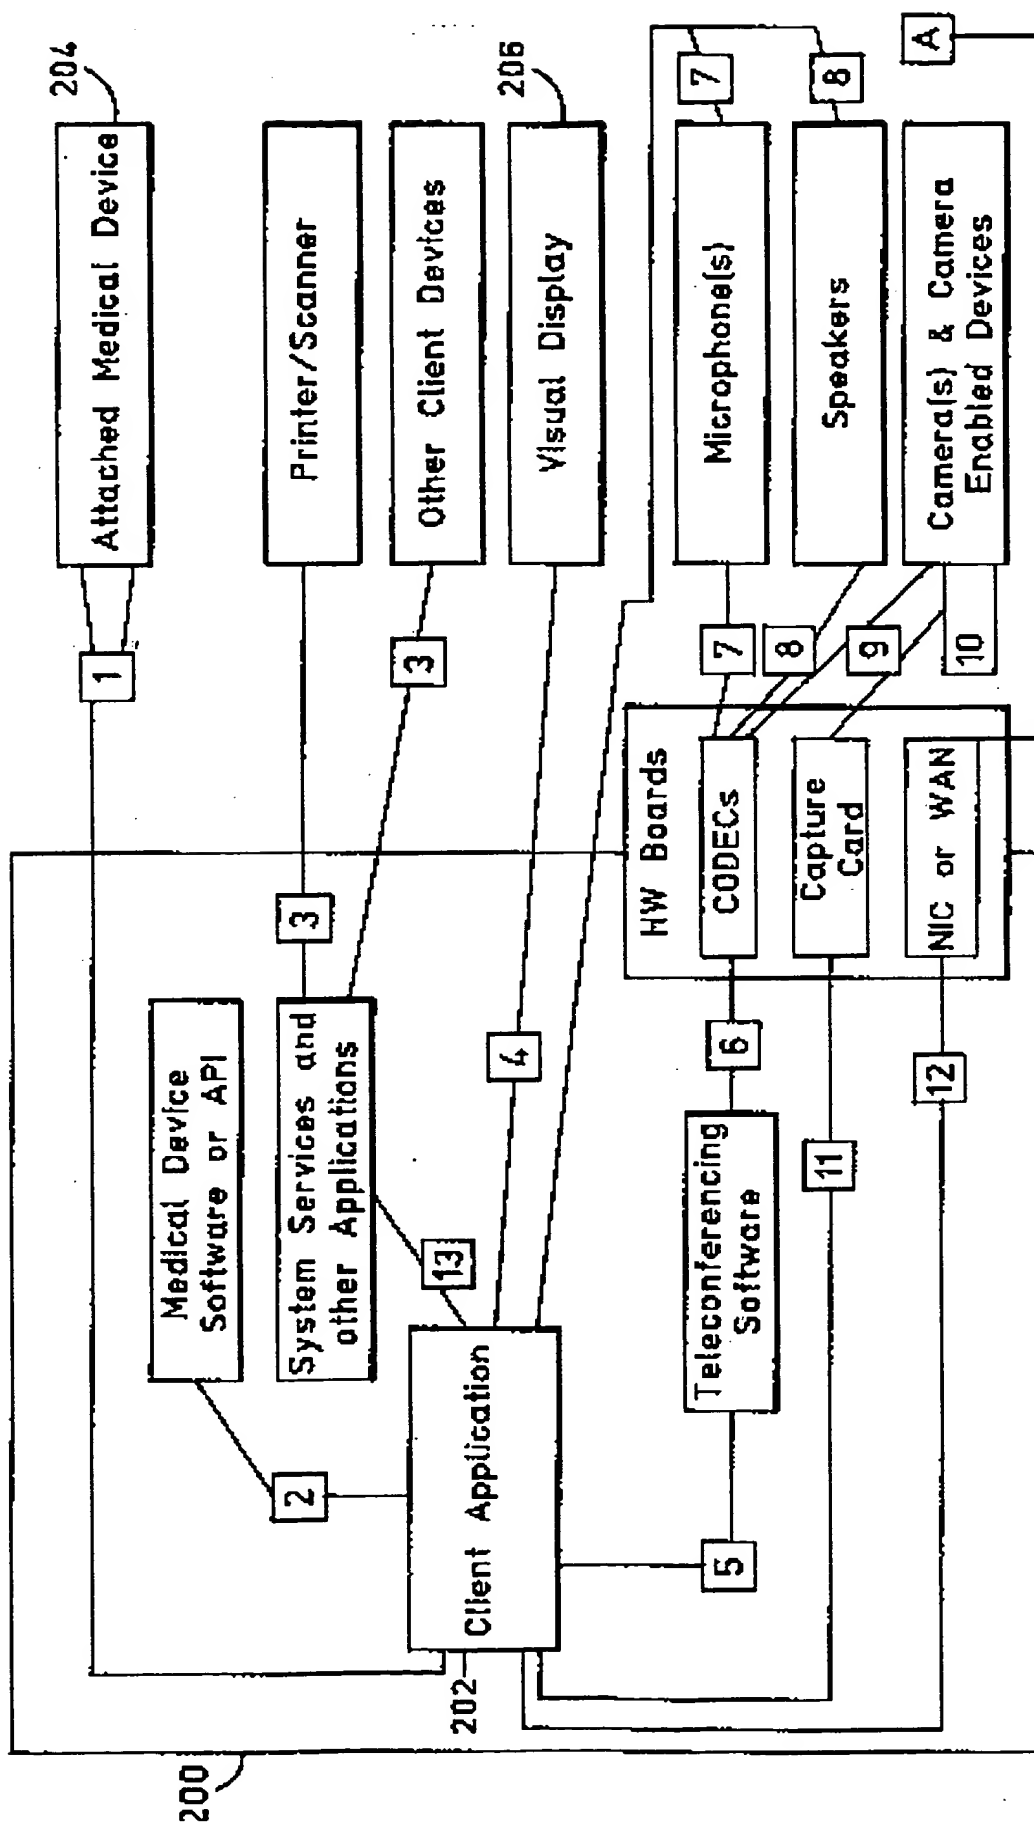 200
202
204
206
Attached Medical Device
Printer/Scanner
Other Client Devices
Visual Display
Microphone(s)
Speakers
Camera(s) & Camera
Enabled Devices
A
1
3
3
4
7
8
7
8
9
10
Medical Device
Software or API
System Services and
other Applications
2
13
Client Application
HW Boards
CODECs
Capture
Card
NIC or WAN
6
11
12
Teleconferencing
Software
5